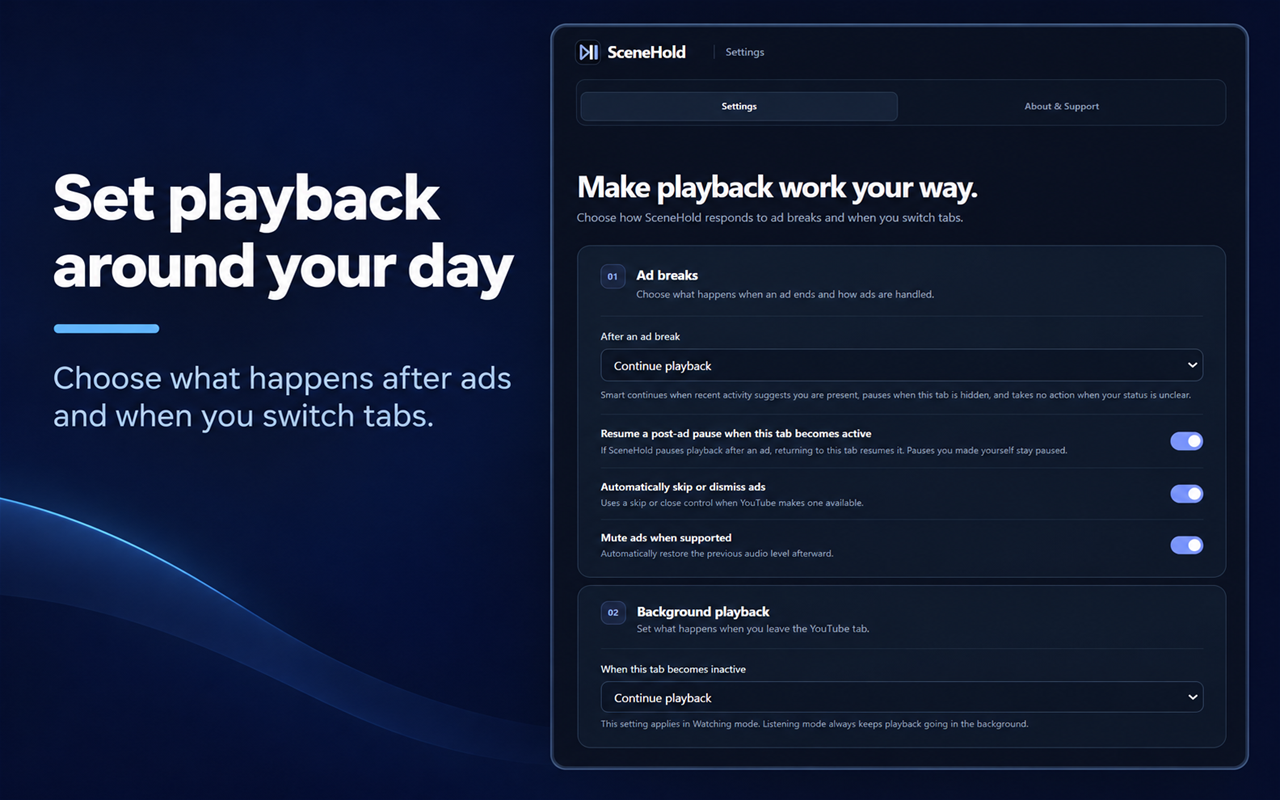 Set playback
around your day
Choose what happens after ads
and when you switch tabs.
SceneHold
Settings
Settings
About & Support
Make playback work your way.
Choose how SceneHold responds to ad breaks and when you switch tabs.
01
Ad breaks
Choose what happens when an ad ends and how ads are handled.
After an ad break
Continue playback
Smart continues when recent activity suggests you are present, pauses when this tab is hidden, and takes no action when your status is unclear.
Resume a post-ad pause when this tab becomes active
If SceneHold pauses playback after an ad, returning to this tab resumes it. Pauses you made yourself stay paused.
Automatically skip or dismiss ads
Uses a skip or close control when YouTube makes one available.
Mute ads when supported
Automatically restore the previous audio level afterward.
02
Background playback
Set what happens when you leave the YouTube tab.
When this tab becomes inactive
Continue playback
This setting applies in Watching mode. Listening mode always keeps playback going in the background.